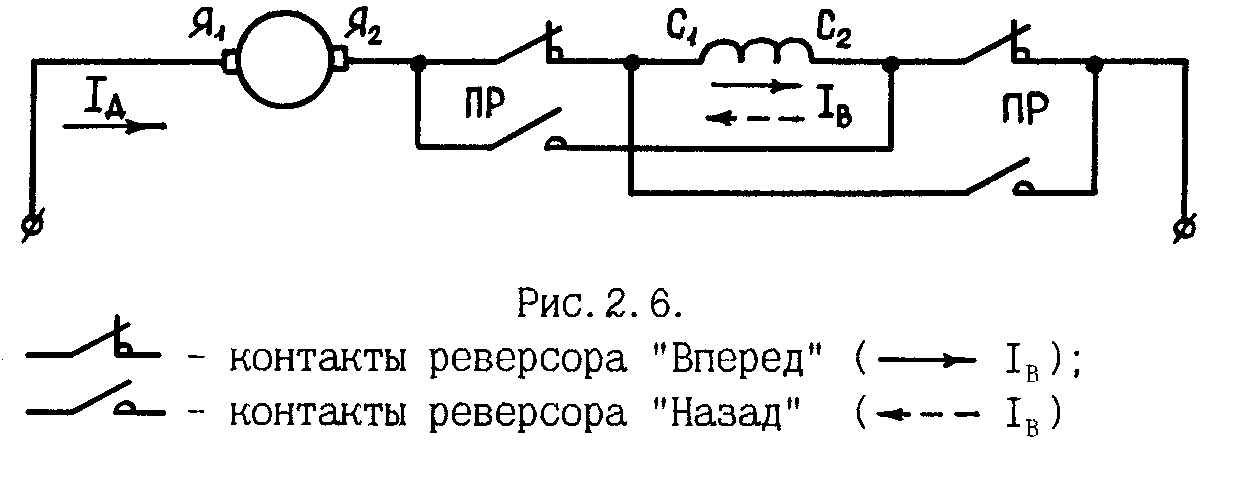 Я1 Я2 С1 С2
IД ПР IВ ПР
Рис.2.6.
- контакты реверсора "Вперед" ( IВ );
- контакты реверсора "Назад" ( IВ )